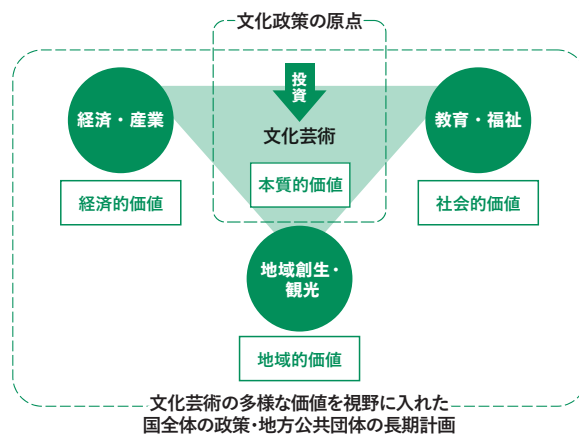 文化政策の原点
投資
経済・産業
教育・福祉
文化芸術
経済的価値
本質的価値
社会的価値
地域創生・
観光
地域的価値
文化芸術の多様な価値を視野に入れた
国全体の政策・地方公共団体の長期計画